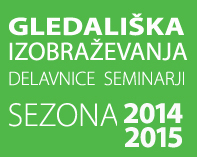 GLEDALIŠKA
IZOBRAŽEVANJA
DELAVNICE SEMINARJI
SEZONA 2014
2015